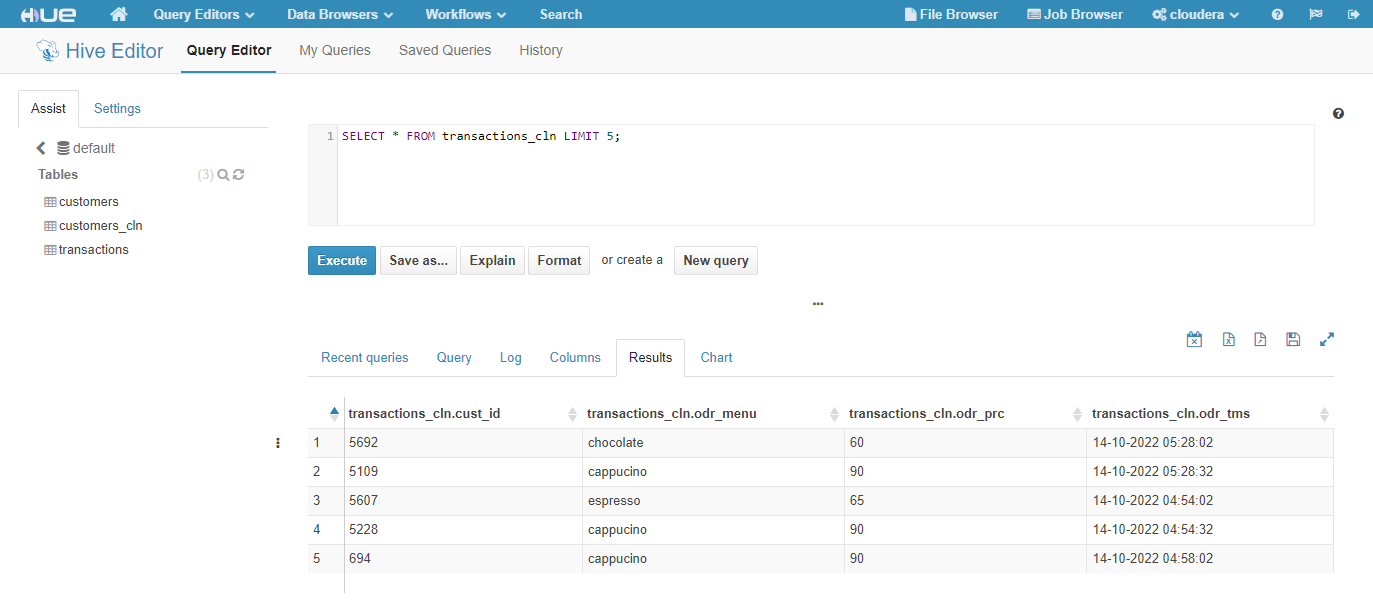 HUE Query Editors Data Browsers Workflows Search File Browser Job Browser cloudera
Hive Editor Query Editor My Queries Saved Queries History
Assist Settings
default
Tables (3)
customers
customers_cln
transactions
1 SELECT * FROM transactions_cln LIMIT 5;
Execute Save as... Explain Format or create a New query
...
Recent queries Query Log Columns Results Chart
transactions_cln.cust_id transactions_cln.odr_menu transactions_cln.odr_prc transactions_cln.odr_tms
1 5692 chocolate 60 14-10-2022 05:28:02
2 5109 cappucino 90 14-10-2022 05:28:32
3 5607 espresso 65 14-10-2022 04:54:02
4 5228 cappucino 90 14-10-2022 04:54:32
5 694 cappucino 90 14-10-2022 04:58:02